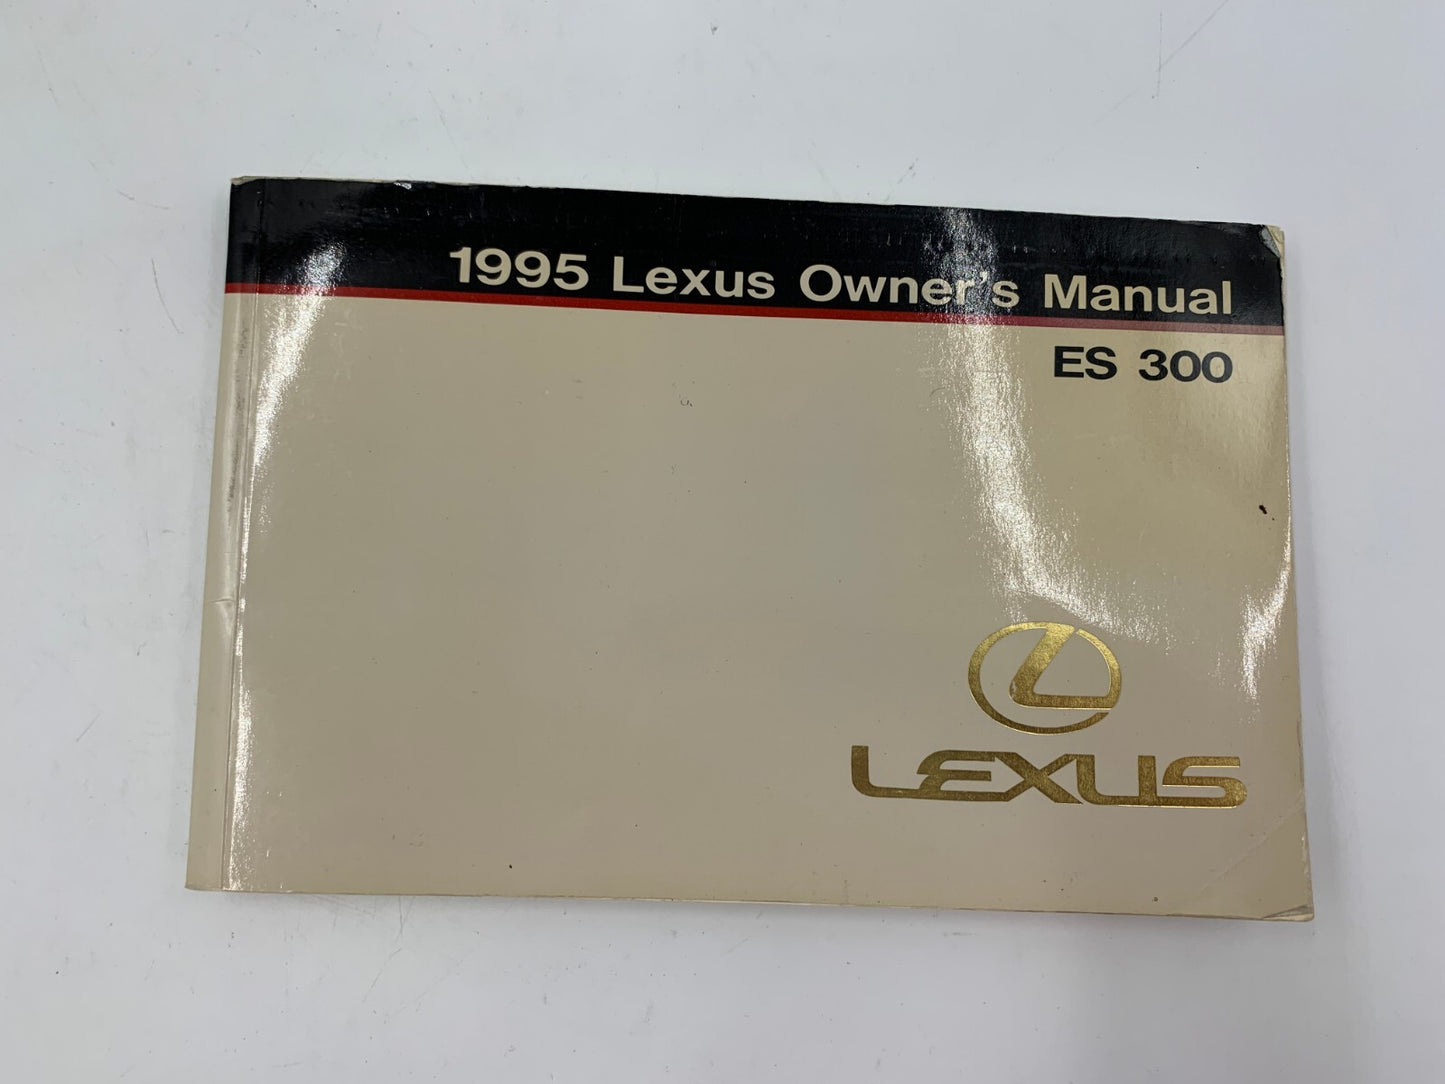 1995 Lexus Owner's Manual
ES 300
LEXUS